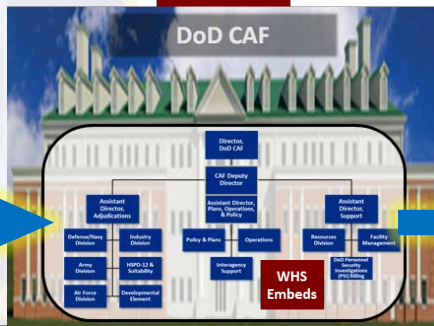 DoD CAF
Director,
DoD CAF
CAF Deputy
Director
Assistant
Director,
Adjudications
Assistant Director,
Plans, Operations,
& Policy
Assistant
Director,
Support
Defense/Navy
Division
Industry
Division
Policy & Plans
Operations
Resources
Division
Facility
Management
Army
Division
HSPD-12 &
Suitability
Interagency
Support
DoD Personnel
Security
Investigations
(PSI) Billing
Air Force
Division
Developmental
Element
WHS
Embeds